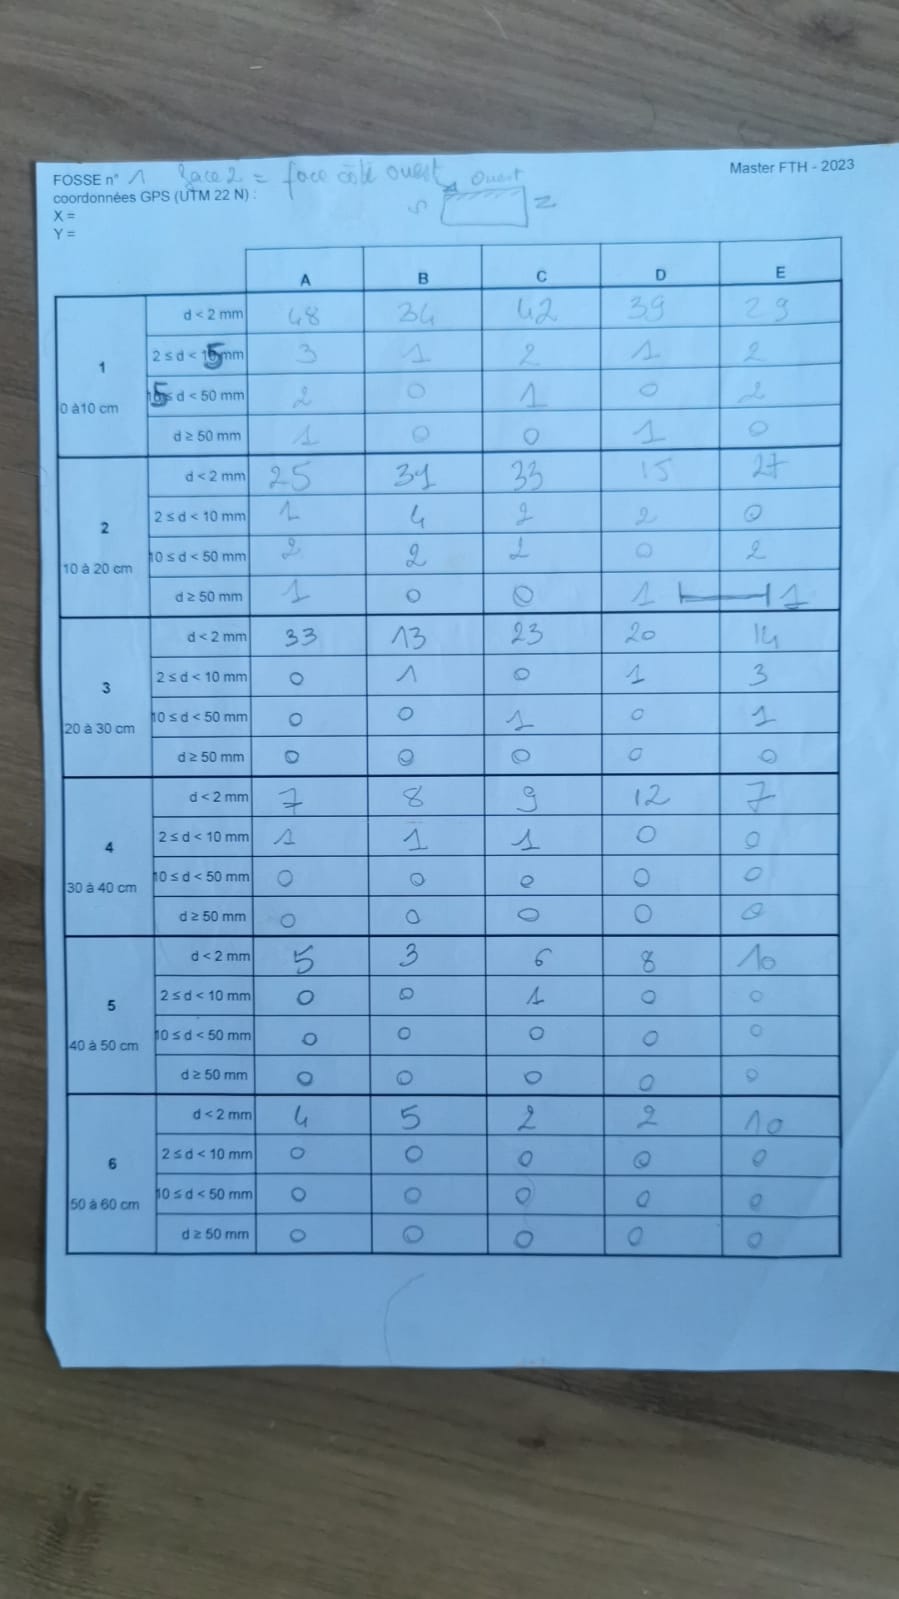 FOSSE n° 1 face 2 = face côté ouest
Master FTH - 2023
coordonnées GPS (UTM 22 N) :
Ouest
S N
X =
Y =
A B C D E
1
0 à10 cm
d < 2 mm 48 34 42 39 29
2 ≤ d < 5 mm 3 1 2 1 2
5 ≤ d < 50 mm 2 0 1 0 2
d ≥ 50 mm 1 0 0 1 0
2
10 à 20 cm
d < 2 mm 25 31 33 15 27
2 ≤ d < 10 mm 1 4 2 2 0
10 ≤ d < 50 mm 2 2 0 2
d ≥ 50 mm 1 0 0 1 1
3
20 à 30 cm
d < 2 mm 33 13 23 20 14
2 ≤ d < 10 mm 0 1 0 1 3
10 ≤ d < 50 mm 0 0 1 0 1
d ≥ 50 mm 0 0 0 0 0
4
30 à 40 cm
d < 2 mm 7 8 9 12 7
2 ≤ d < 10 mm 1 1 1 0 0
10 ≤ d < 50 mm 0 0 0 0 0
d ≥ 50 mm 0 0 0 0 0
5
40 à 50 cm
d < 2 mm 5 3 6 8 10
2 ≤ d < 10 mm 0 0 1 0 0
10 ≤ d < 50 mm 0 0 0 0 0
d ≥ 50 mm 0 0 0 0 0
6
50 à 60 cm
d < 2 mm 4 5 2 2 10
2 ≤ d < 10 mm 0 0 0 0 0
10 ≤ d < 50 mm 0 0 0 0 0
d ≥ 50 mm 0 0 0 0 0